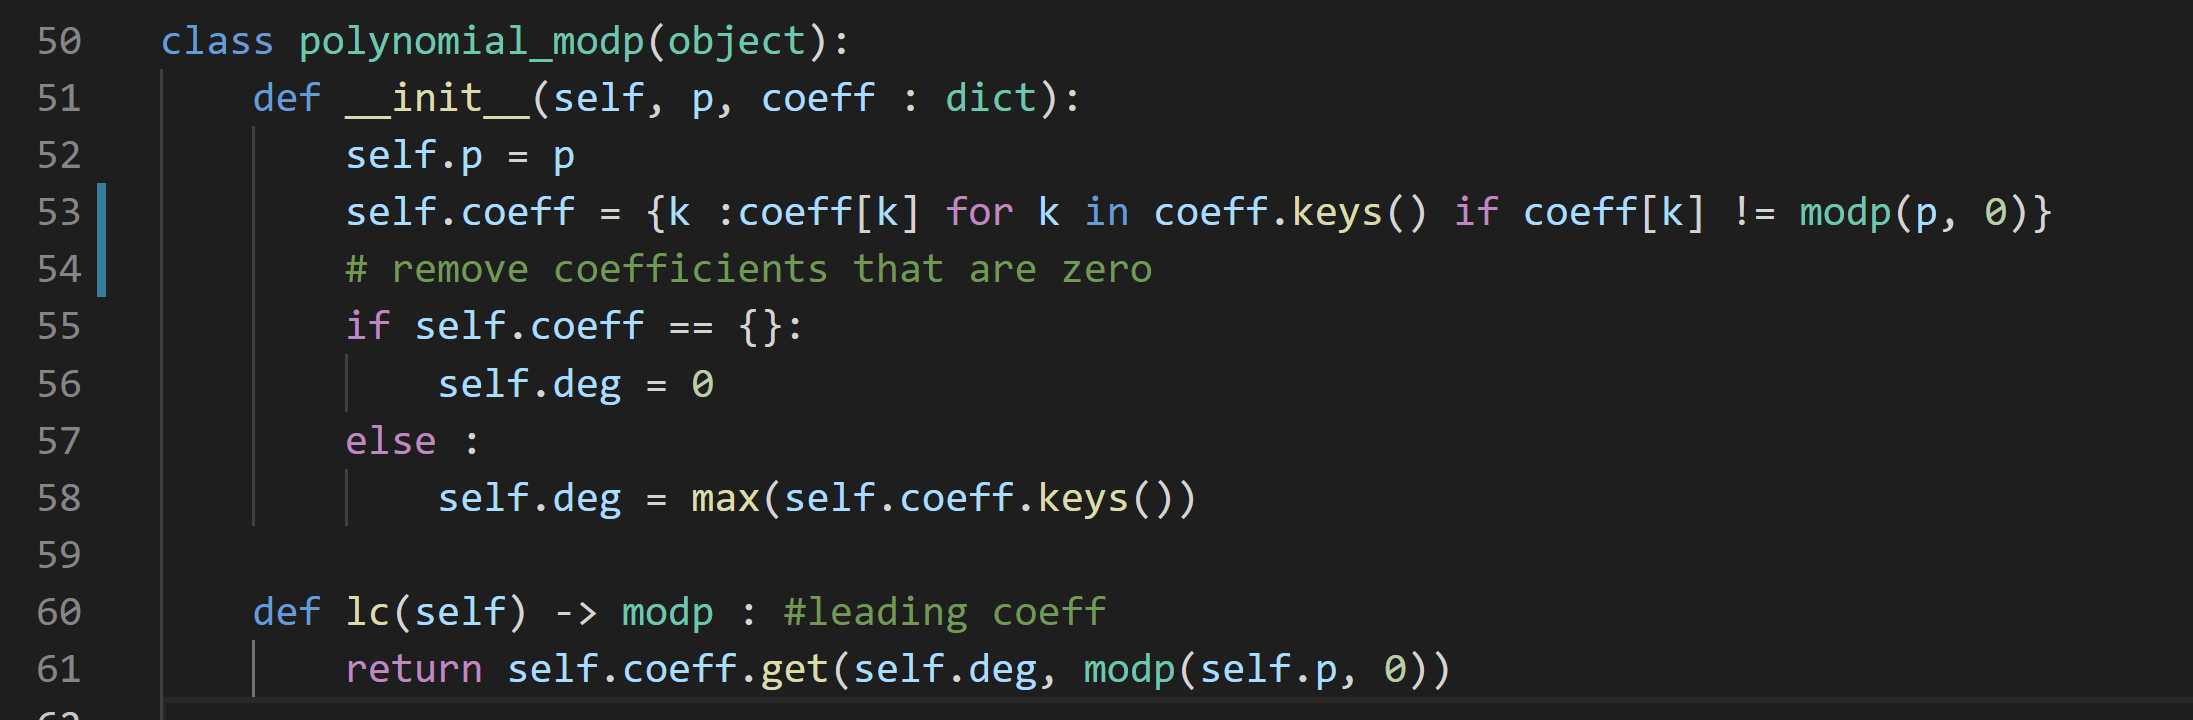 50 class polynomial_modp(object):
51     def __init__(self, p, coeff : dict):
52         self.p = p
53         self.coeff = {k :coeff[k] for k in coeff.keys() if coeff[k] != modp(p, 0)}
54         # remove coefficients that are zero
55         if self.coeff == {}:
56             self.deg = 0
57         else :
58             self.deg = max(self.coeff.keys())
59
60     def lc(self) -> modp : #leading coeff
61         return self.coeff.get(self.deg, modp(self.p, 0))